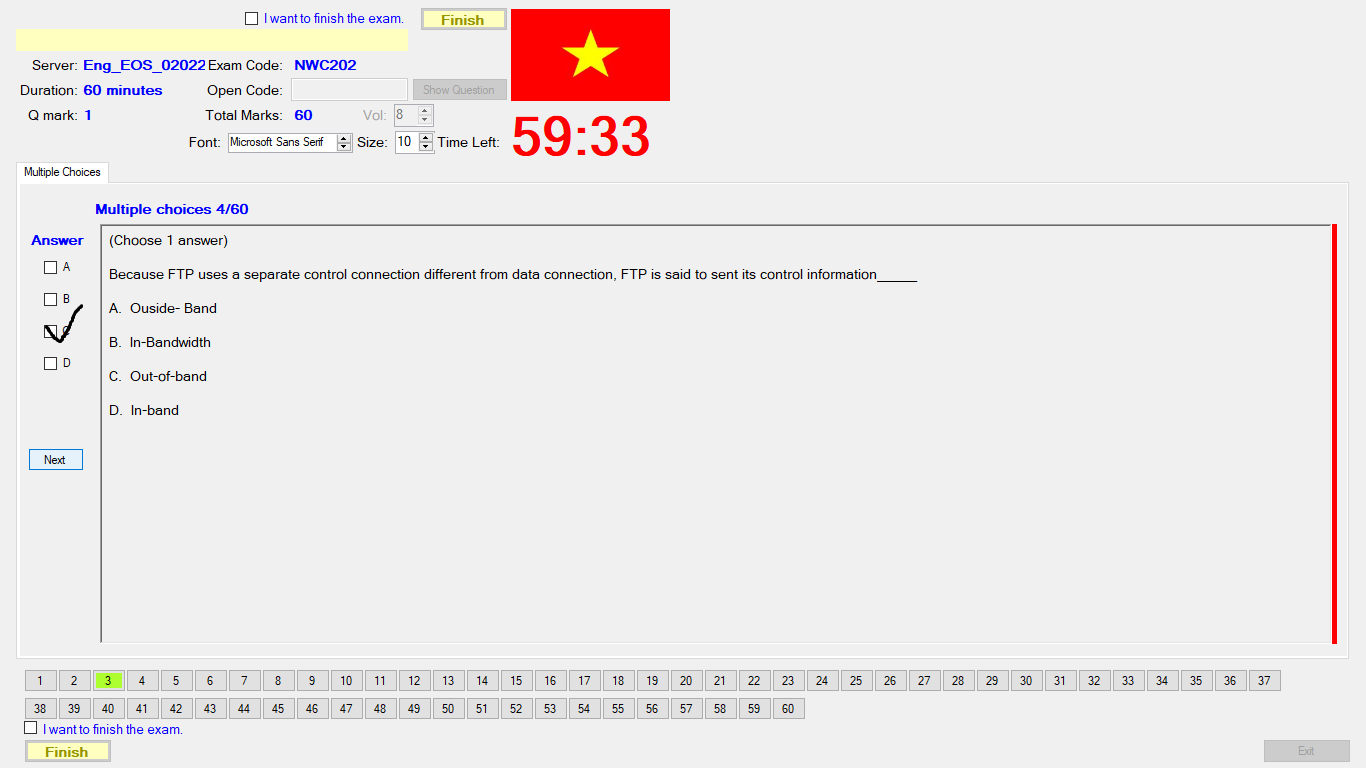 I want to finish the exam. Finish
Server: Eng_EOS_02022 Exam Code: NWC202
Duration: 60 minutes Open Code: Show Question
Q mark: 1 Total Marks: 60 Vol: 8
Font: Microsoft Sans Serif Size: 10 Time Left: 59:33
Multiple Choices
Multiple choices 4/60
Answer
(Choose 1 answer)
A
Because FTP uses a separate control connection different from data connection, FTP is said to sent its control information_____
B
A. Ouside- Band
C
B. In-Bandwidth
D
C. Out-of-band
D. In-band
Next
1 2 3 4 5 6 7 8 9 10 11 12 13 14 15 16 17 18 19 20 21 22 23 24 25 26 27 28 29 30 31 32 33 34 35 36 37
38 39 40 41 42 43 44 45 46 47 48 49 50 51 52 53 54 55 56 57 58 59 60
I want to finish the exam.
Finish Exit